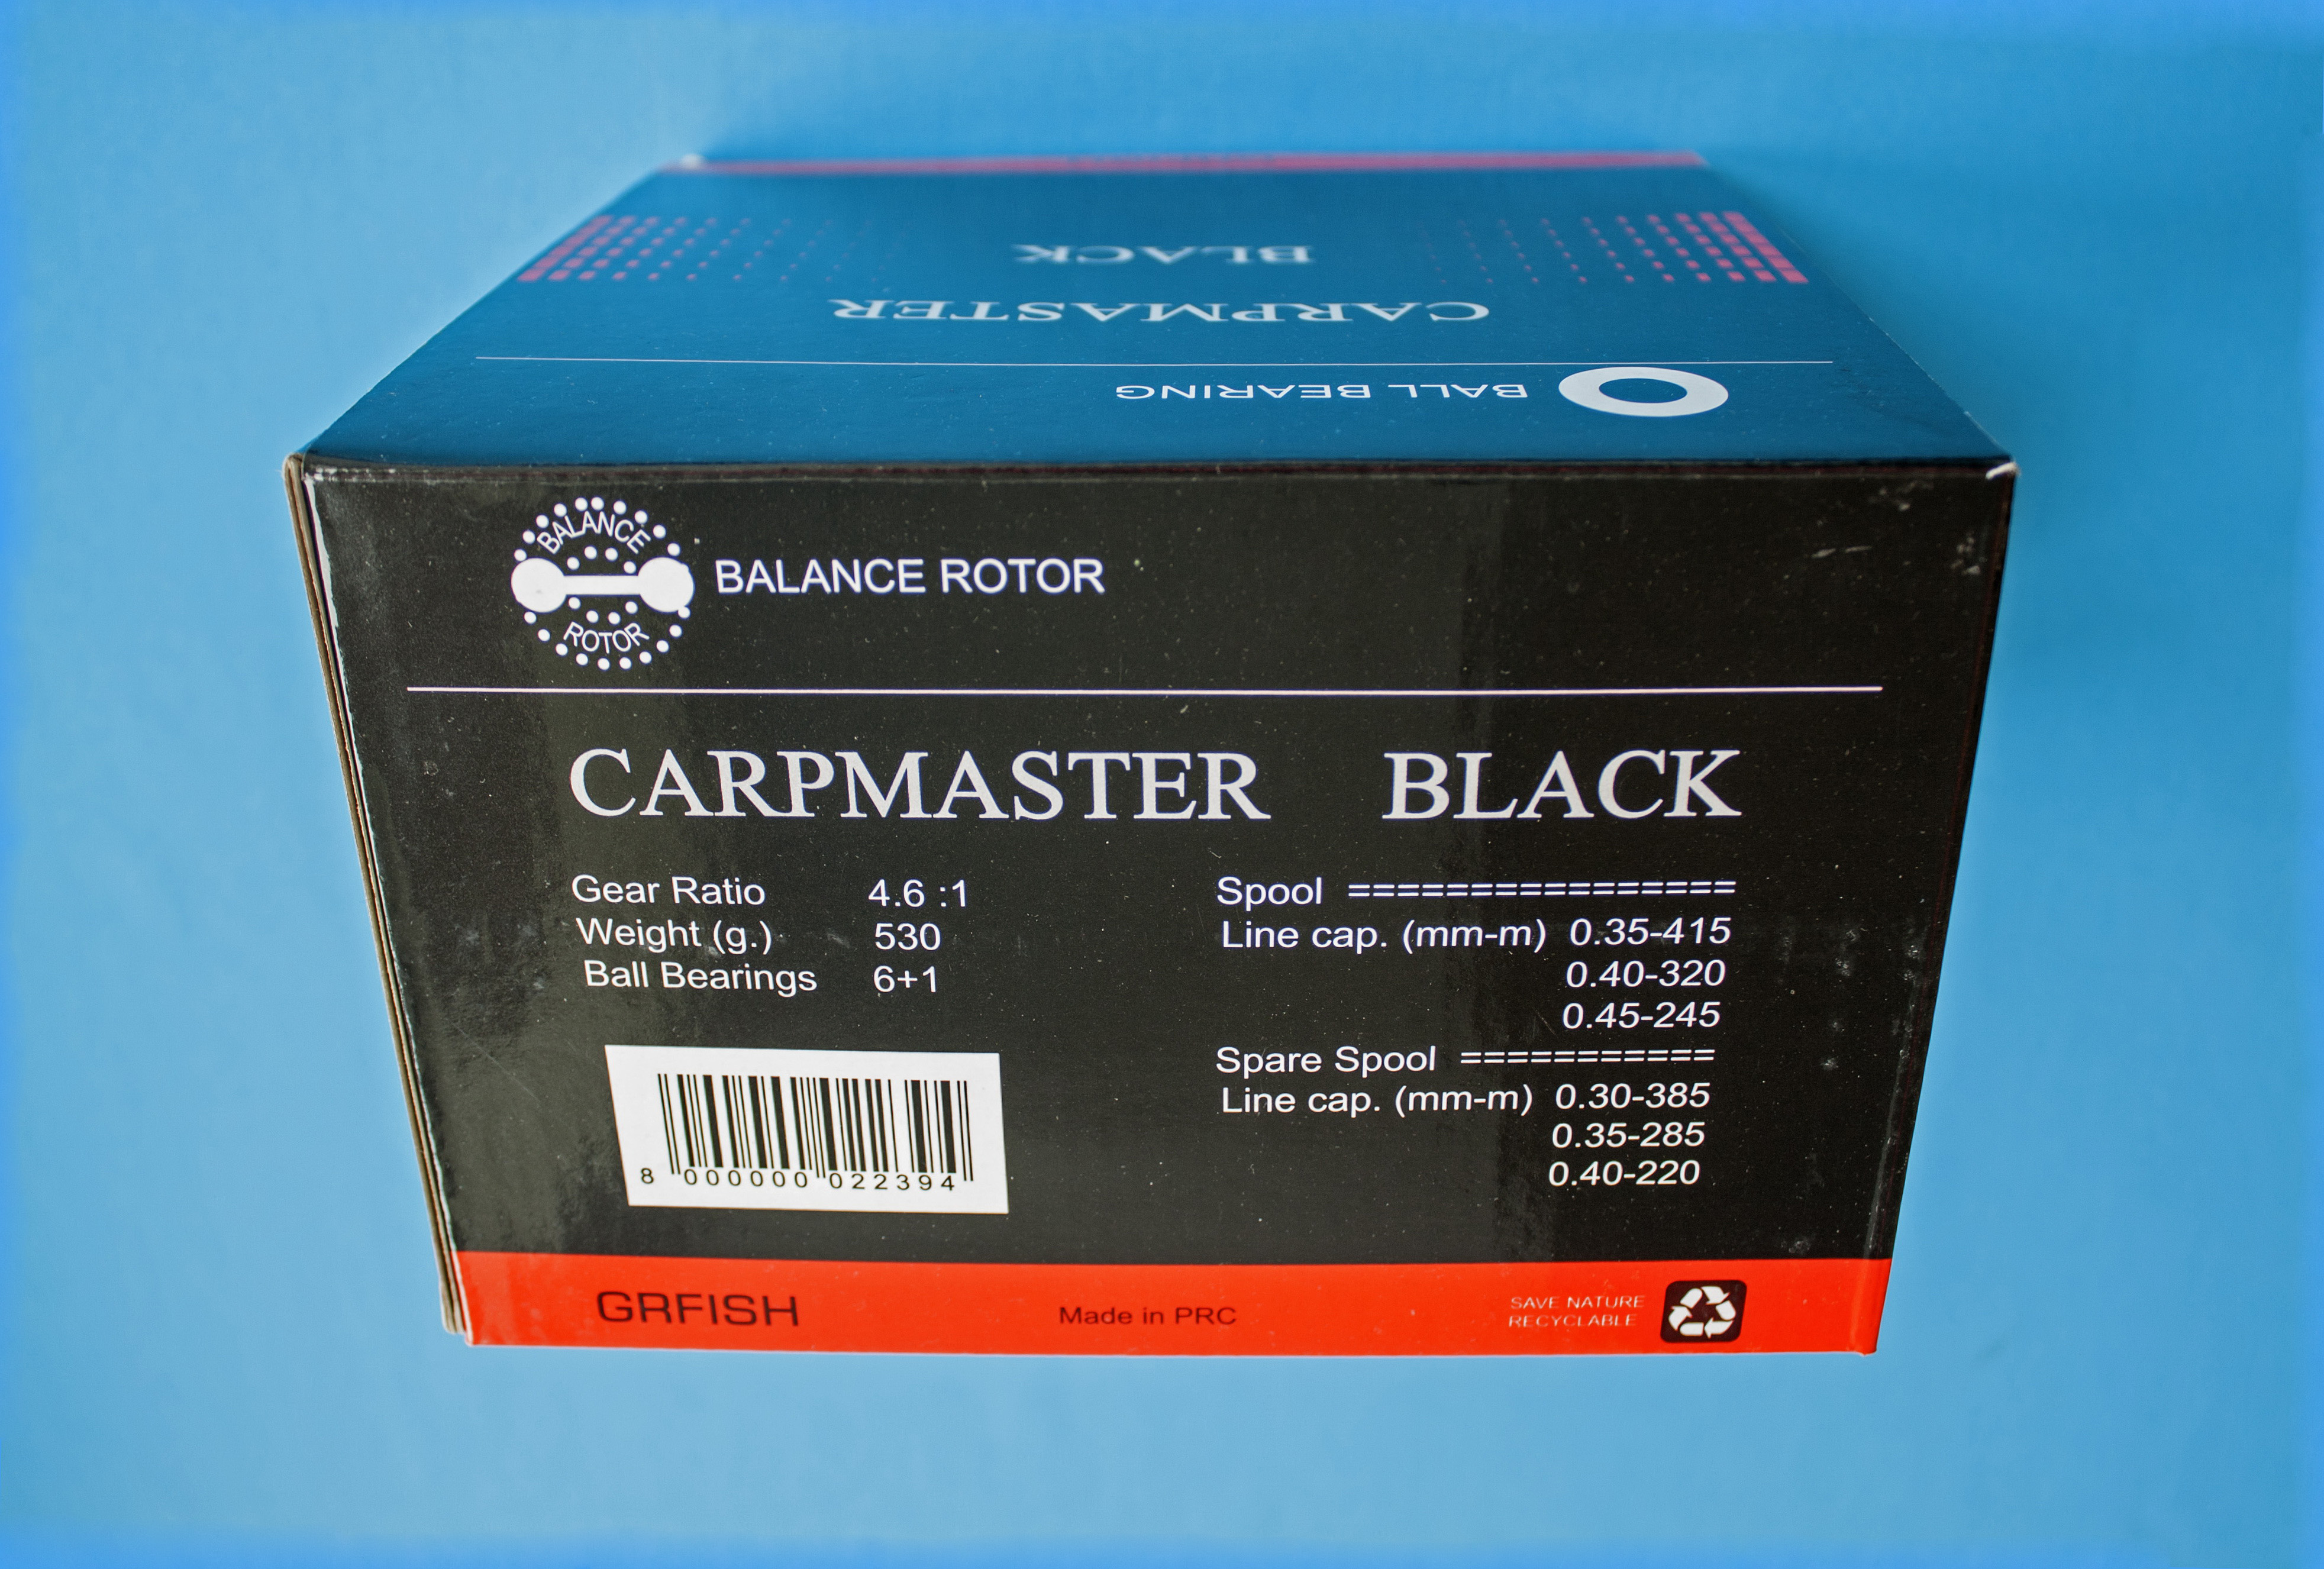 BLACK
CARPMASTER
BALL BEARING
BALANCE
ROTOR
BALANCE ROTOR
CARPMASTER BLACK
Gear Ratio 4.6 :1
Weight (g.) 530
Ball Bearings 6+1
Spool ================
Line cap. (mm-m) 0.35-415
0.40-320
0.45-245
Spare Spool ===========
Line cap. (mm-m) 0.30-385
0.35-285
0.40-220
8 000000 022394
GRFISH
Made in PRC
SAVE NATURE
RECYCLABLE